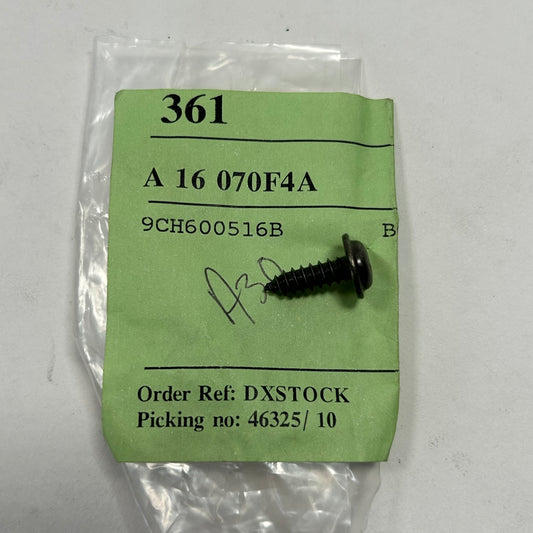 361
A 16 070F4A
9CH600516B B
Order Ref: DXSTOCK
Picking no: 46325/ 10